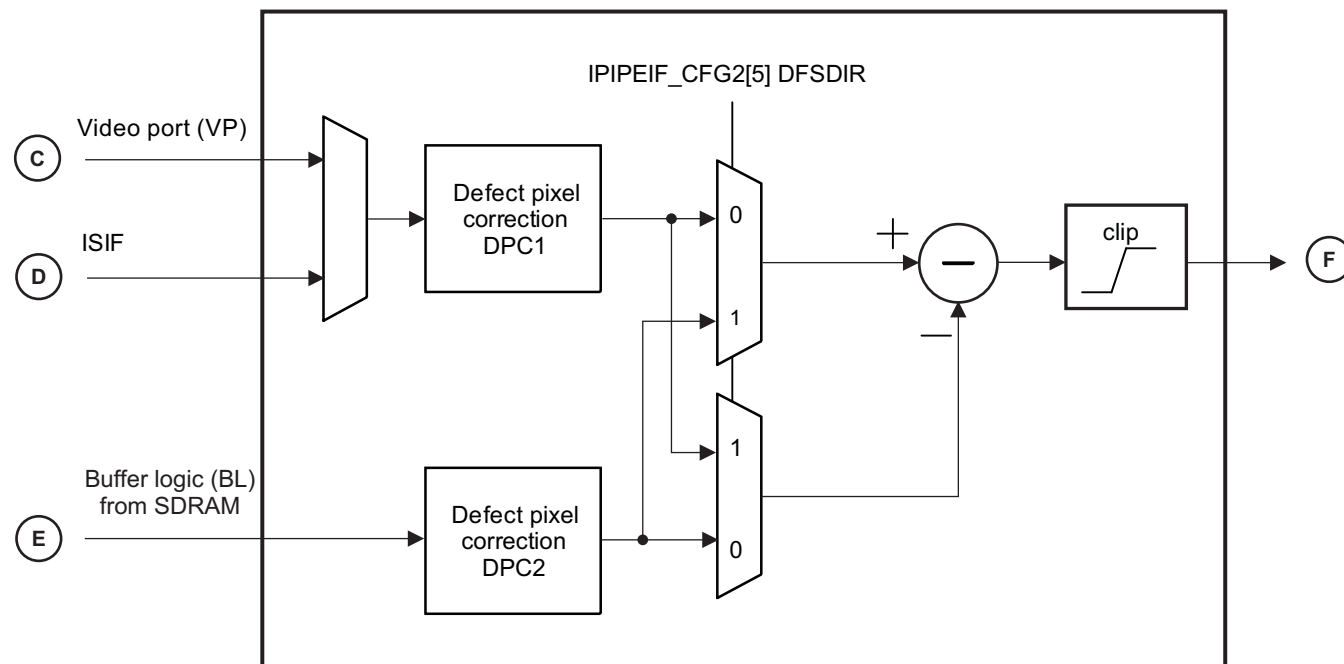 IPIPEIF_CFG2[5] DFSDIR
Video port (VP)
C
Defect pixel
correction
DPC1
0
+
clip
ISIF
D
−
F
1
−
Buffer logic (BL)
from SDRAM
1
E
Defect pixel
correction
DPC2
0